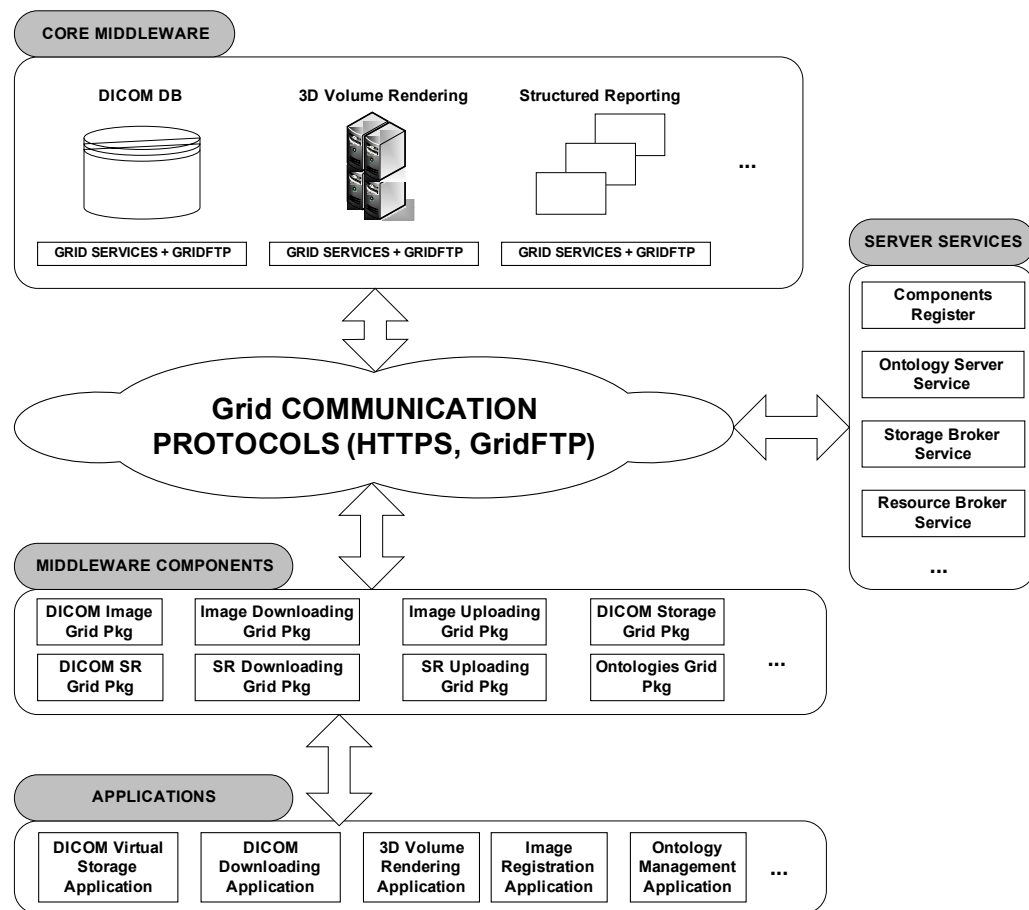 CORE MIDDLEWARE
DICOM DB
3D Volume Rendering
Structured Reporting
...
GRID SERVICES + GRIDFTP
GRID SERVICES + GRIDFTP
GRID SERVICES + GRIDFTP
SERVER SERVICES
Components
Register
Ontology Server
Service
Storage Broker
Service
Resource Broker
Service
...
Grid COMMUNICATION
PROTOCOLS (HTTPS, GridFTP)
MIDDLEWARE COMPONENTS
DICOM Image
Grid Pkg
Image Downloading
Grid Pkg
Image Uploading
Grid Pkg
DICOM Storage
Grid Pkg
DICOM SR
Grid Pkg
SR Downloading
Grid Pkg
SR Uploading
Grid Pkg
Ontologies Grid
Pkg
...
APPLICATIONS
DICOM Virtual
Storage
Application
DICOM
Downloading
Application
3D Volume
Rendering
Application
Image
Registration
Application
Ontology
Management
Application
...